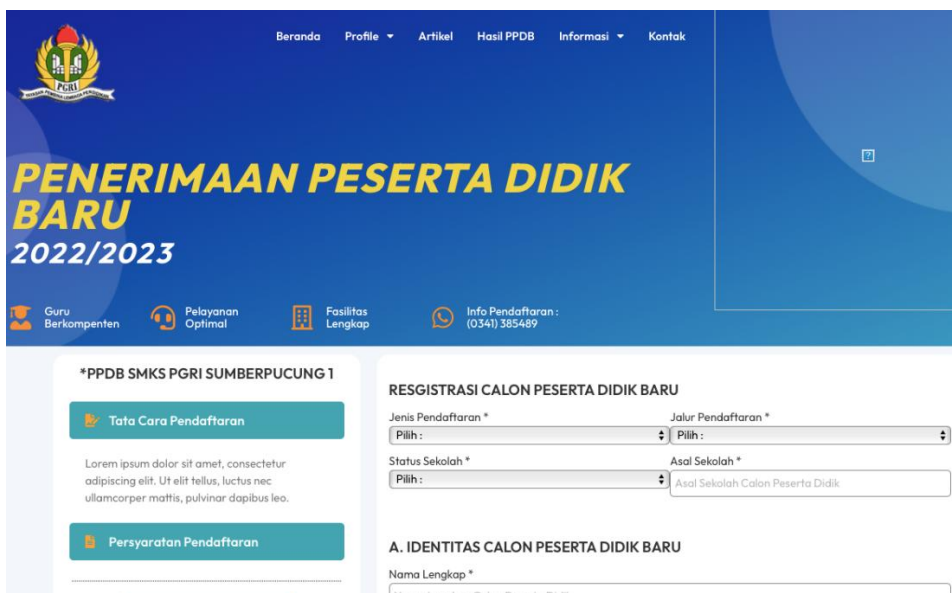 Beranda Profile Artikel Hasil PPDB Informasi Kontak
PGRI
PENERIMAAN PESERTA DIDIK
BARU
2022/2023
Guru
Berkompenten
Pelayanan
Optimal
Fasilitas
Lengkap
Info Pendaftaran :
(0341) 385489
*PPDB SMKS PGRI SUMBERPUCUNG 1
Tata Cara Pendaftaran
Lorem ipsum dolor sit amet, consectetur
adipiscing elit. Ut elit tellus, luctus nec
ullamcorper mattis, pulvinar dapibus leo.
Persyaratan Pendaftaran
RESGISTRASI CALON PESERTA DIDIK BARU
Jenis Pendaftaran * Jalur Pendaftaran *
Pilih : Pilih :
Status Sekolah * Asal Sekolah *
Pilih : Asal Sekolah Calon Peserta Didik
A. IDENTITAS CALON PESERTA DIDIK BARU
Nama Lengkap *